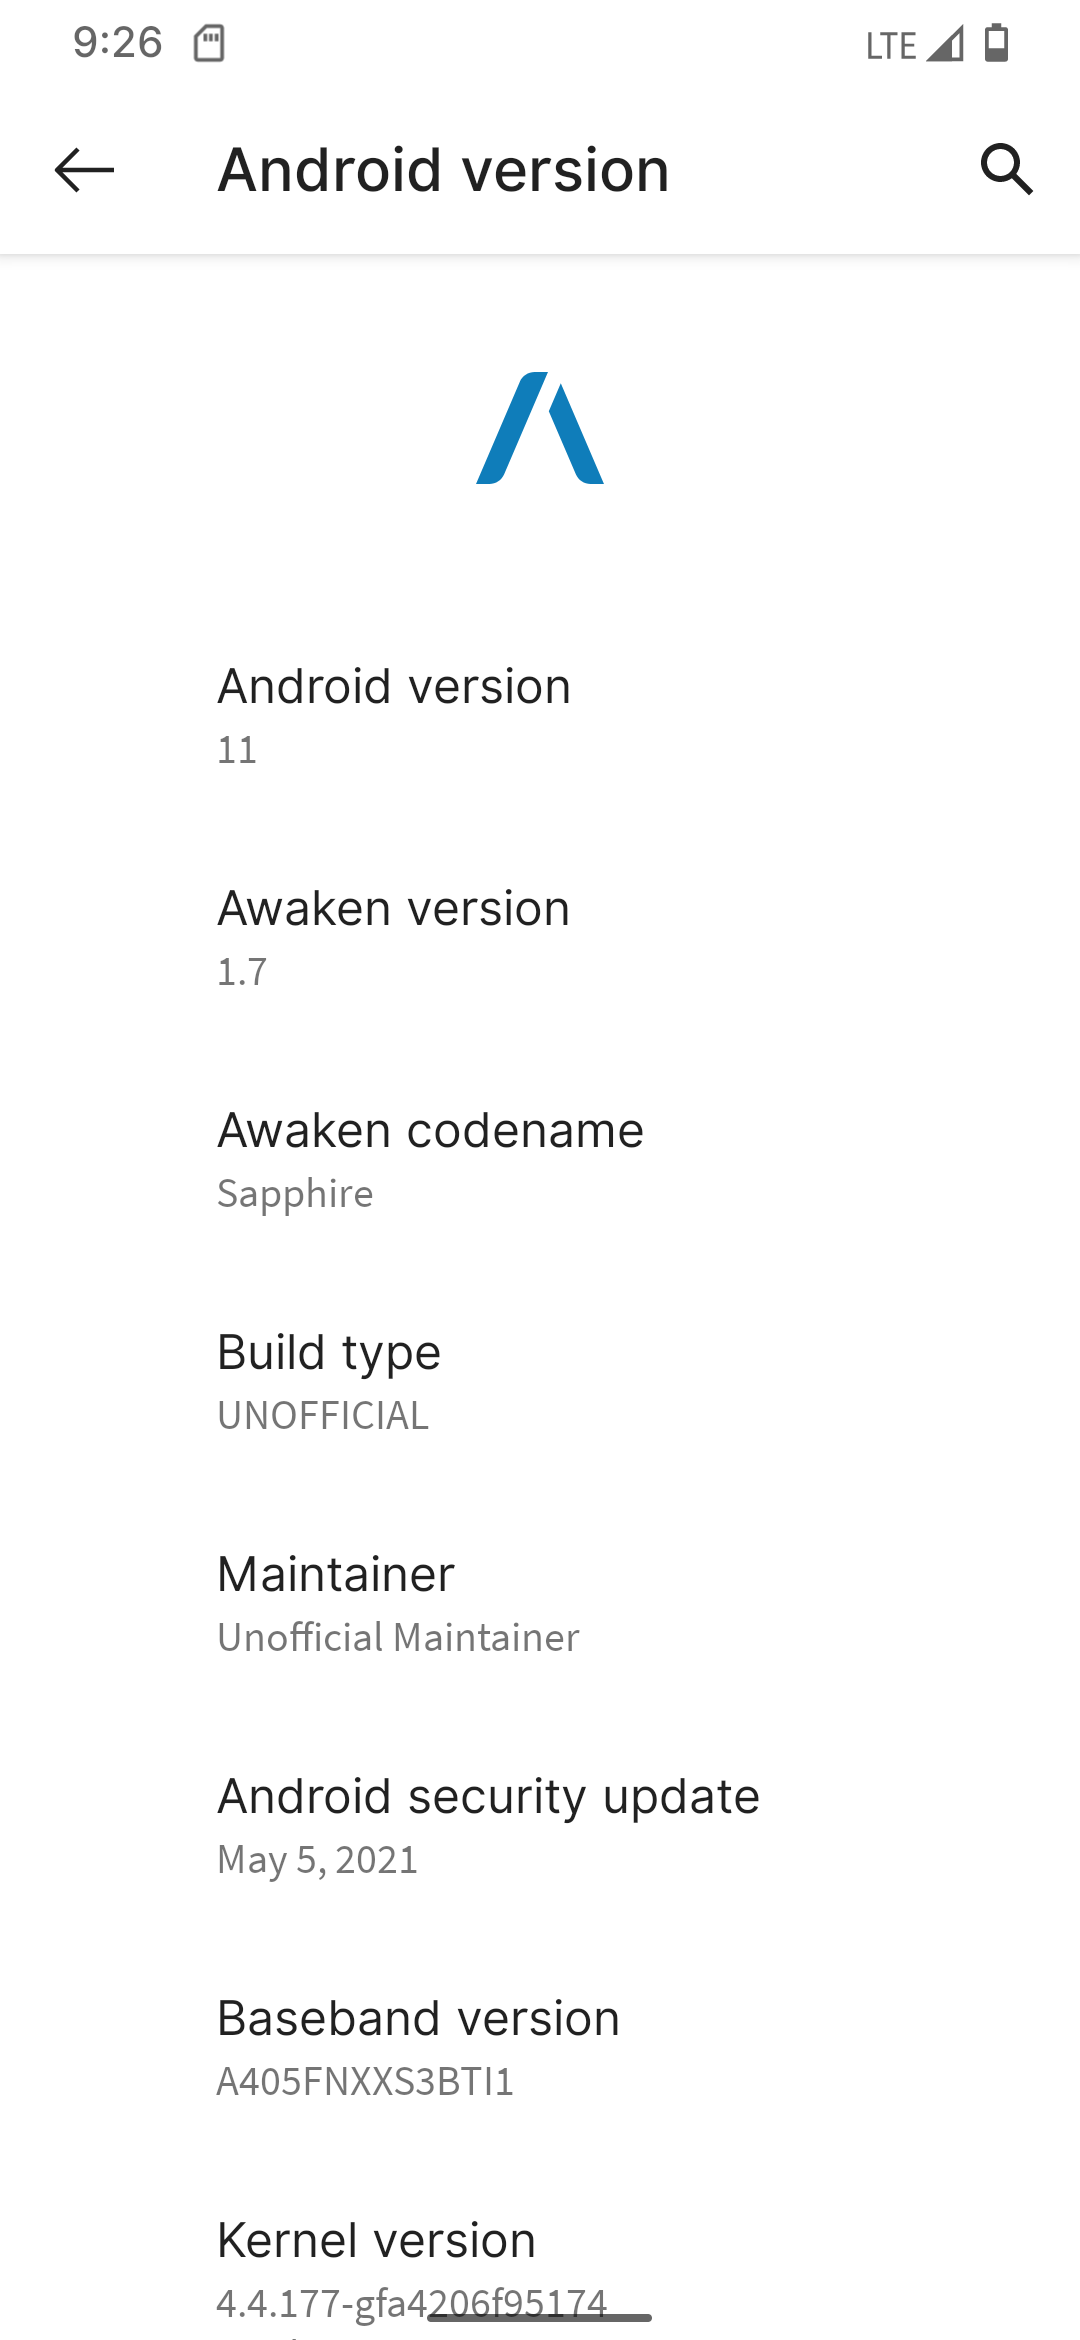 9:26
LTE
Android version
Android version
11
Awaken version
1.7
Awaken codename
Sapphire
Build type
UNOFFICIAL
Maintainer
Unofficial Maintainer
Android security update
May 5, 2021
Baseband version
A405FNXXS3BTI1
Kernel version
4.4.177-gfa4206f95174